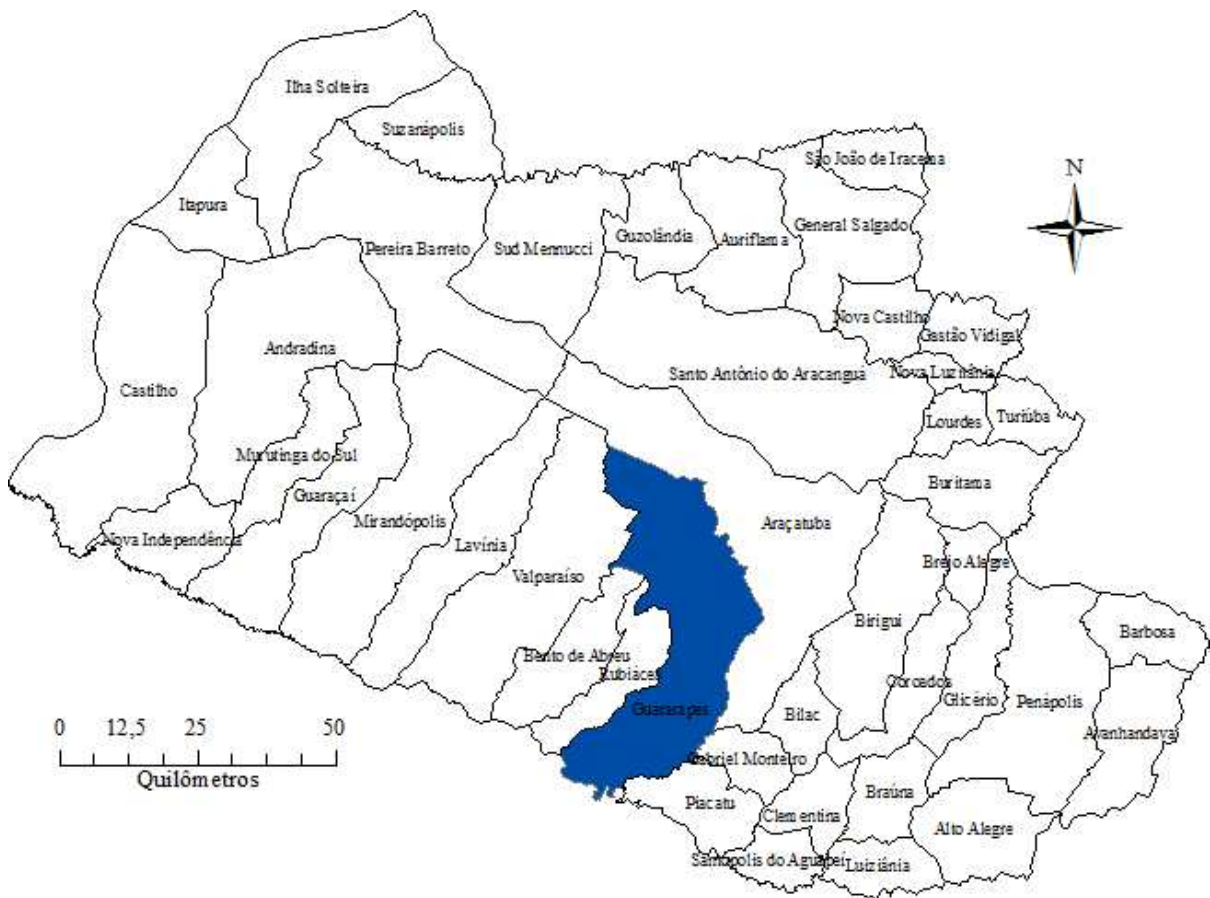 Ilha Solteira
Suzanápolis
São João de Iracema
N
Itapura
Pereira Barreto
Sud Mennucci
Guzolândia
Auriflama
General Salgado
Nova Castilho
Gastão Vidigal
Andradina
Castilho
Santo Antônio do Aracanguá
Nova Luzitânia
Lourdes
Turiúba
Murutinga do Sul
Guaraçaí
Buritama
Mirandópolis
Araçatuba
Nova Independência
Lavínia
Valparaíso
Brejo Alegre
Birigui
Barbosa
Bento de Abreu
Rubiácea
Coroados
Glicério
Penápolis
Guararapes
Bilac
Avanhandava
0 12,5 25 50
Quilômetros
Gabriel Monteiro
Piacatu
Clementina
Braúna
Alto Alegre
Santópolis do Aguapeí
Luiziânia